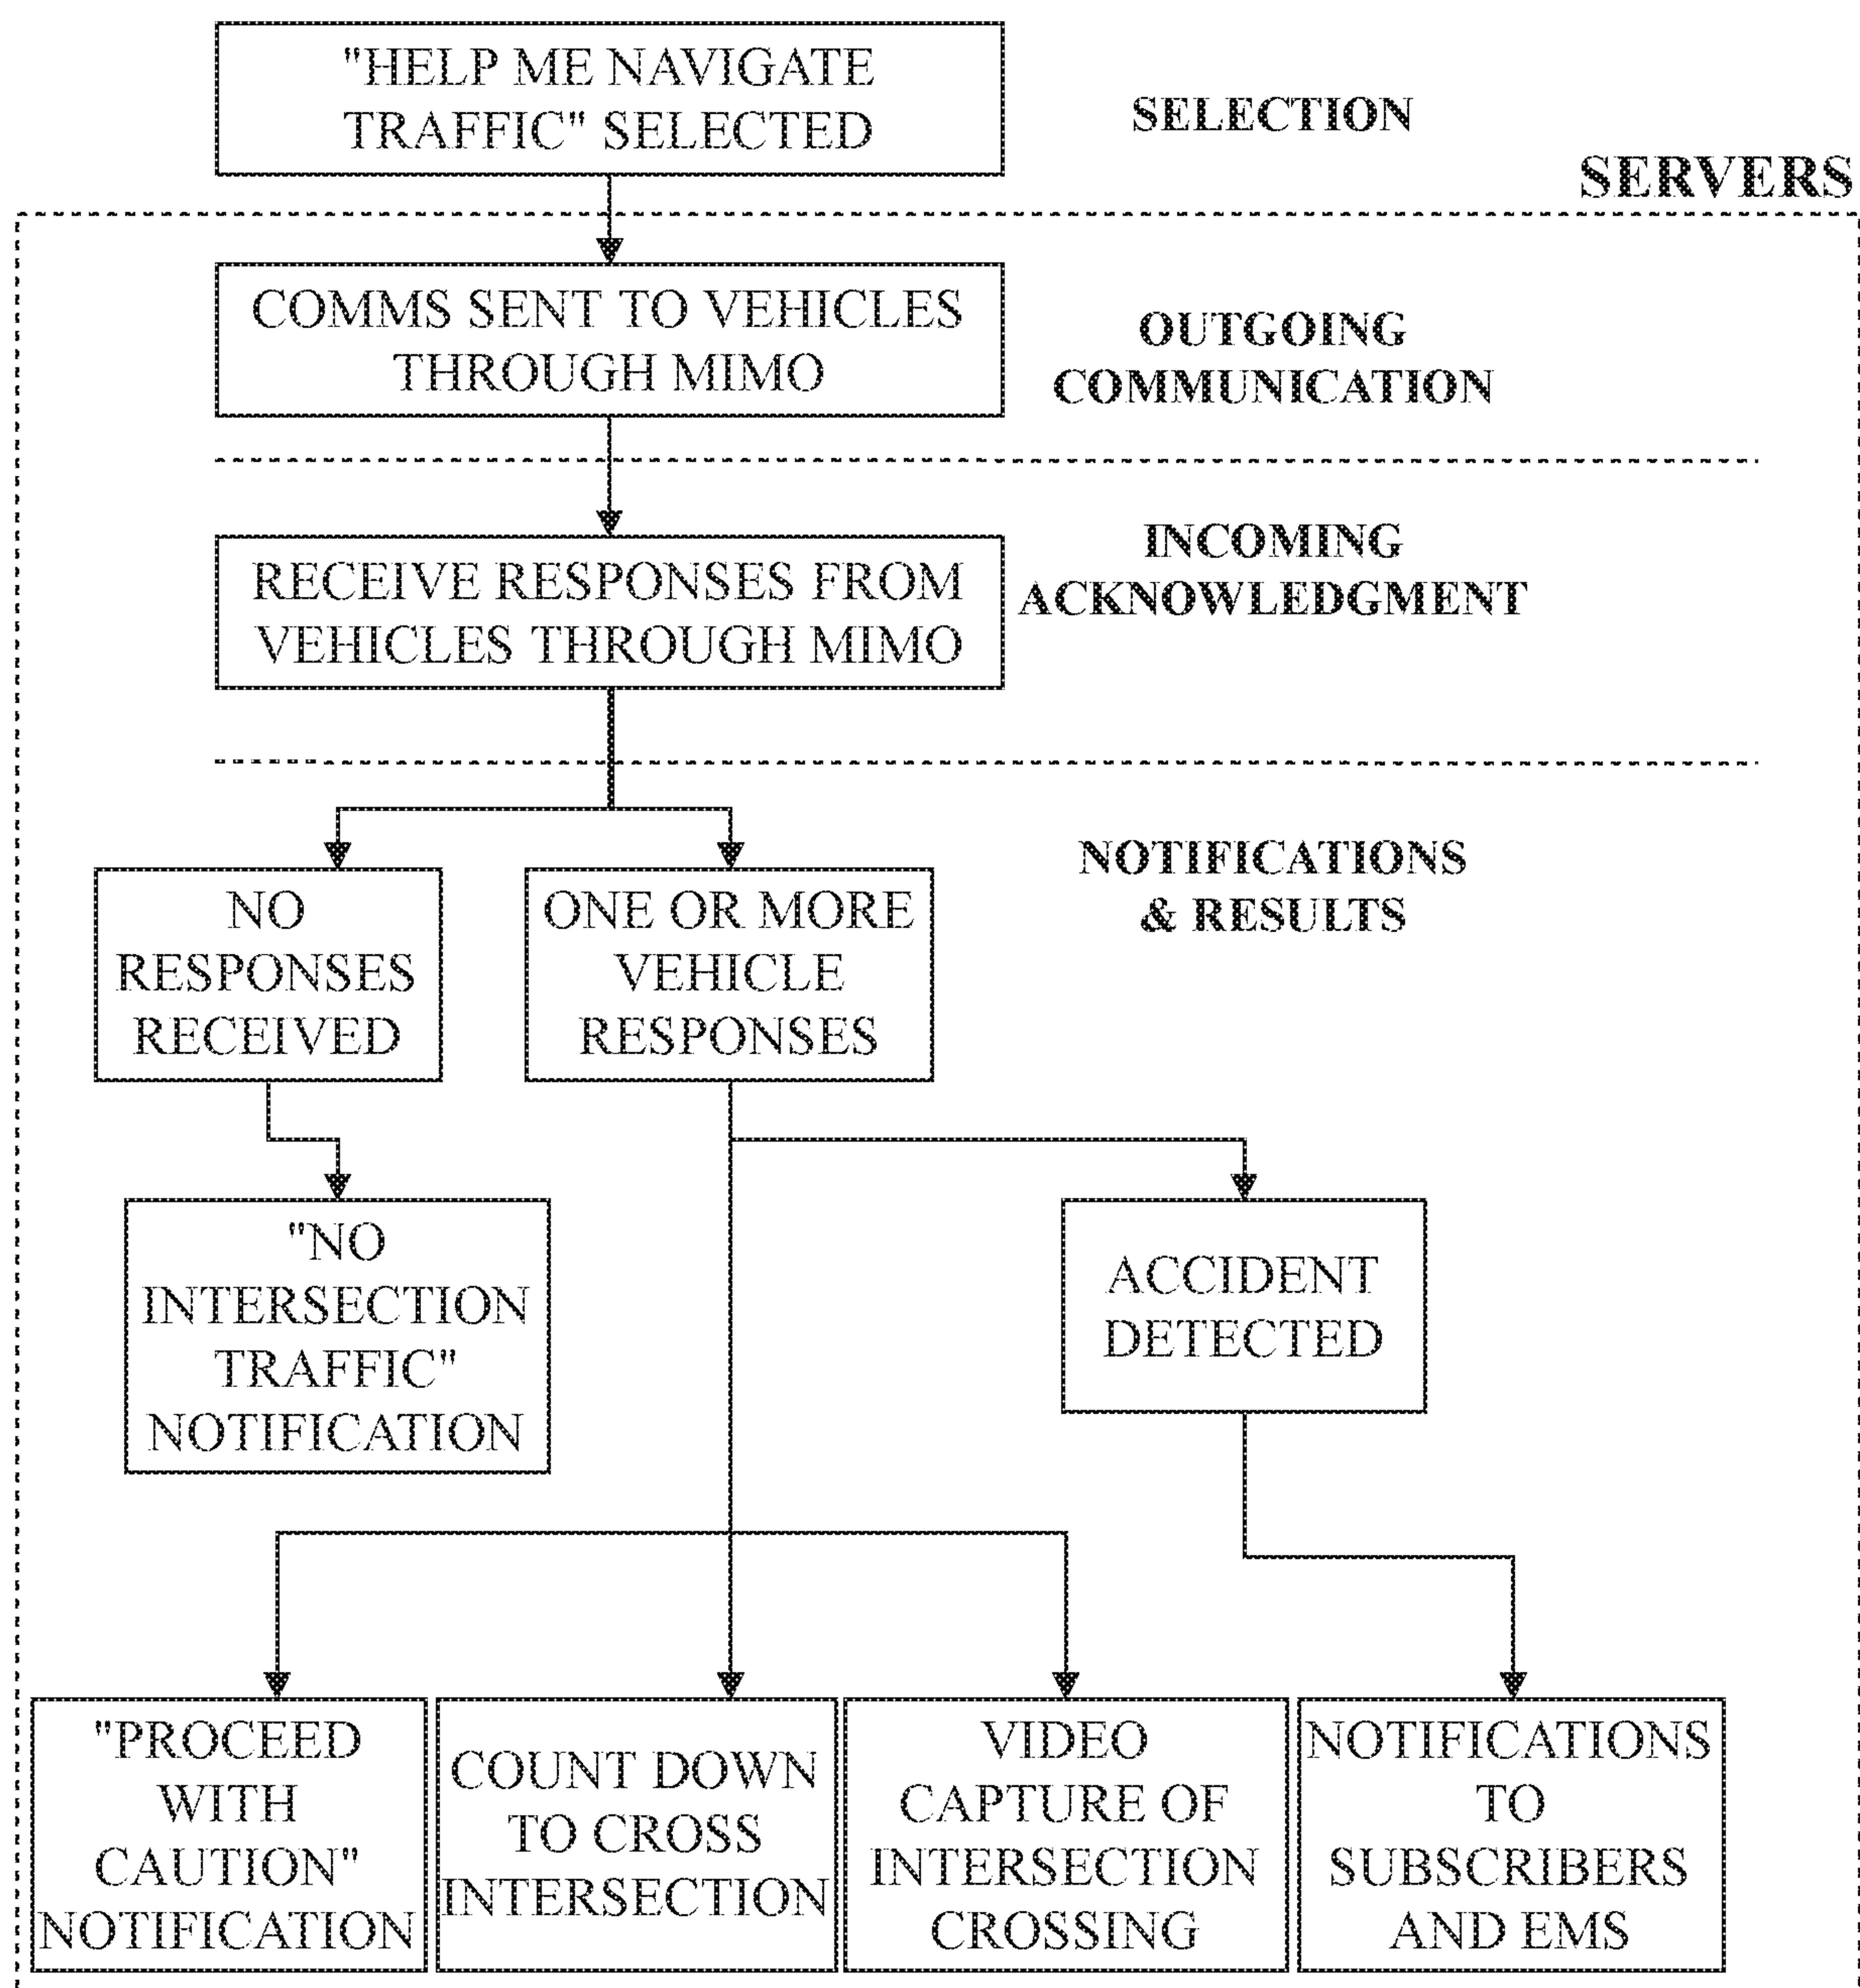 "HELP ME NAVIGATE
TRAFFIC" SELECTED
SELECTION
SERVERS
COMMS SENT TO VEHICLES
THROUGH MIMO
OUTGOING
COMMUNICATION
RECEIVE RESPONSES FROM
VEHICLES THROUGH MIMO
INCOMING
ACKNOWLEDGMENT
NOTIFICATIONS
& RESULTS
NO
RESPONSES
RECEIVED
ONE OR MORE
VEHICLE
RESPONSES
"NO
INTERSECTION
TRAFFIC"
NOTIFICATION
ACCIDENT
DETECTED
"PROCEED
WITH
CAUTION"
NOTIFICATION
COUNT DOWN
TO CROSS
INTERSECTION
VIDEO
CAPTURE OF
INTERSECTION
CROSSING
NOTIFICATIONS
TO
SUBSCRIBERS
AND EMS